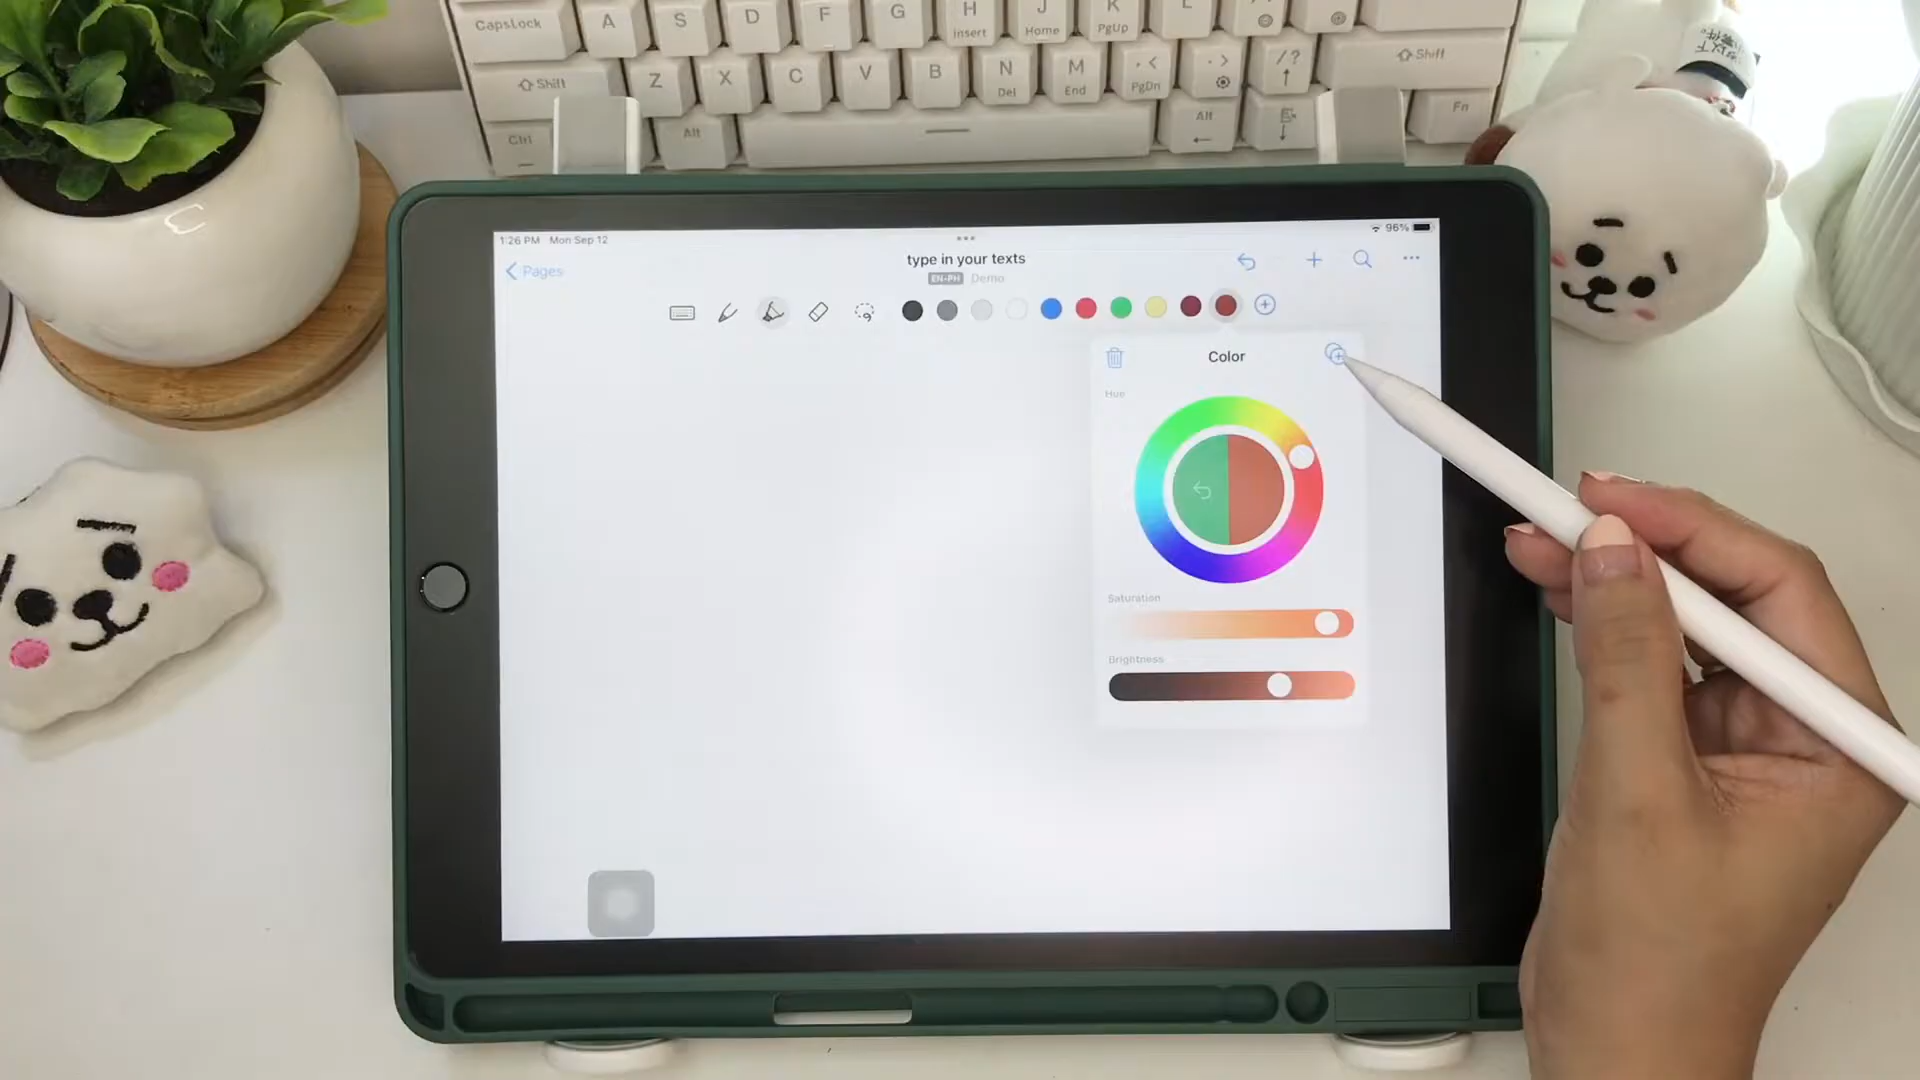 CapsLock A S D F G H J K L
Insert Home PgUp
Shift Z X C V B N M . < . > / ? Shift
Del End PgDn
Ctrl Alt Alt Fn
1:26 PM Mon Sep 12
96%
Pages
type in your texts
EN-PH Demo
Color
Hue
Saturation
Brightness